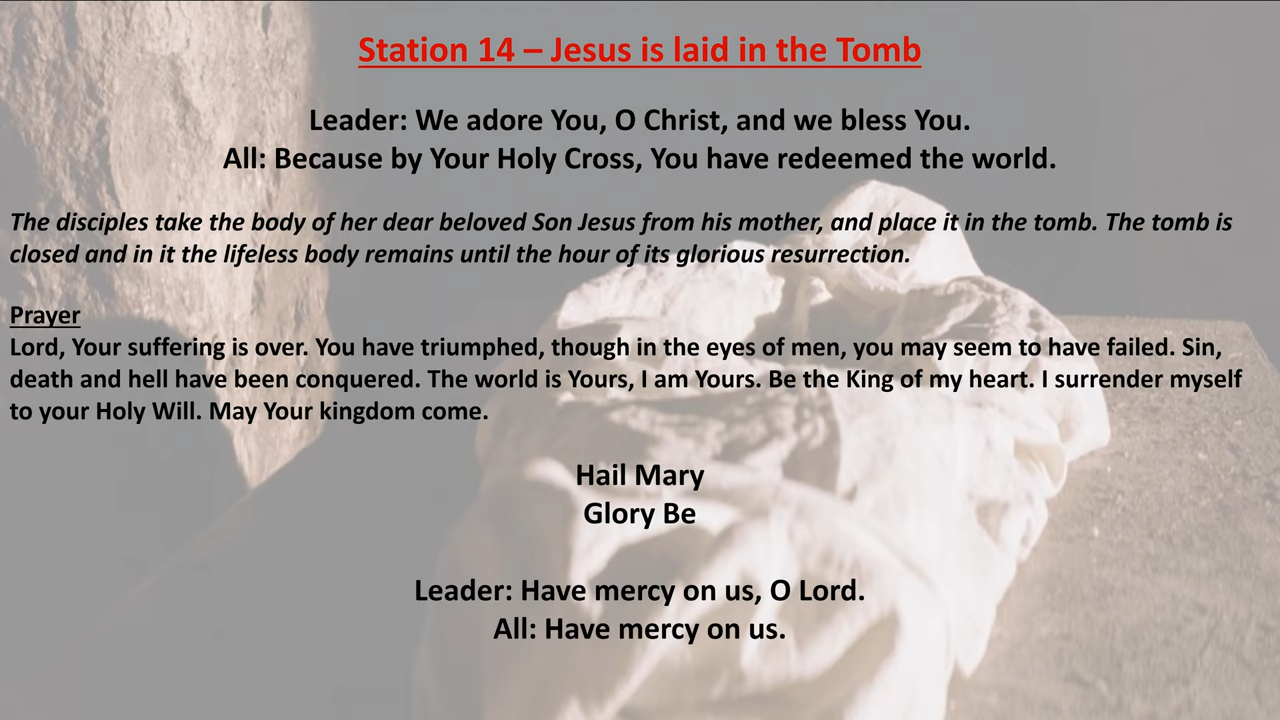 Station 14 – Jesus is laid in the Tomb
Leader: We adore You, O Christ, and we bless You.
All: Because by Your Holy Cross, You have redeemed the world.
The disciples take the body of her dear beloved Son Jesus from his mother, and place it in the tomb. The tomb is
closed and in it the lifeless body remains until the hour of its glorious resurrection.
Prayer
Lord, Your suffering is over. You have triumphed, though in the eyes of men, you may seem to have failed. Sin,
death and hell have been conquered. The world is Yours, I am Yours. Be the King of my heart. I surrender myself
to your Holy Will. May Your kingdom come.
Hail Mary
Glory Be
Leader: Have mercy on us, O Lord.
All: Have mercy on us.